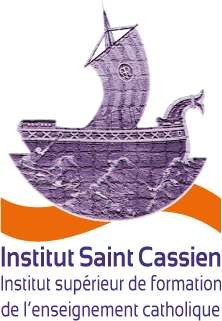 Institut Saint Cassien
Institut supérieur de formation
de l'enseignement catholique